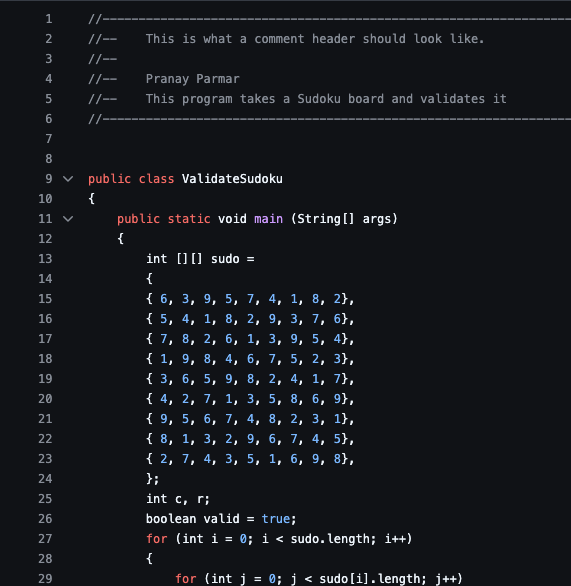 1 //-----------------------------------------------------------------
2 //-- This is what a comment header should look like.
3 //--
4 //-- Pranay Parmar
5 //-- This program takes a Sudoku board and validates it
6 //-----------------------------------------------------------------
7
8
9 public class ValidateSudoku
10 {
11 public static void main (String[] args)
12 {
13 int [][] sudo =
14 {
15 { 6, 3, 9, 5, 7, 4, 1, 8, 2},
16 { 5, 4, 1, 8, 2, 9, 3, 7, 6},
17 { 7, 8, 2, 6, 1, 3, 9, 5, 4},
18 { 1, 9, 8, 4, 6, 7, 5, 2, 3},
19 { 3, 6, 5, 9, 8, 2, 4, 1, 7},
20 { 4, 2, 7, 1, 3, 5, 8, 6, 9},
21 { 9, 5, 6, 7, 4, 8, 2, 3, 1},
22 { 8, 1, 3, 2, 9, 6, 7, 4, 5},
23 { 2, 7, 4, 3, 5, 1, 6, 9, 8},
24 };
25 int c, r;
26 boolean valid = true;
27 for (int i = 0; i < sudo.length; i++)
28 {
29 for (int j = 0; j < sudo[i].length; j++)